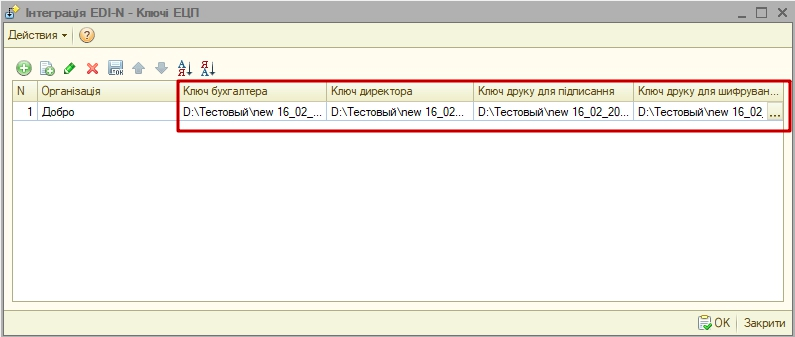 Інтеграція EDI-N - Ключі ЕЦП
Действия
N Організація Ключ бухгалтера Ключ директора Ключ друку для підписання Ключ друку для шифруван...
1 Добро D:\Тестовый\new 16_02_... D:\Тестовый\new 16_02... D:\Тестовый\new 16_02_20... D:\Тестовый\new 16_02_ ...
OK Закрити